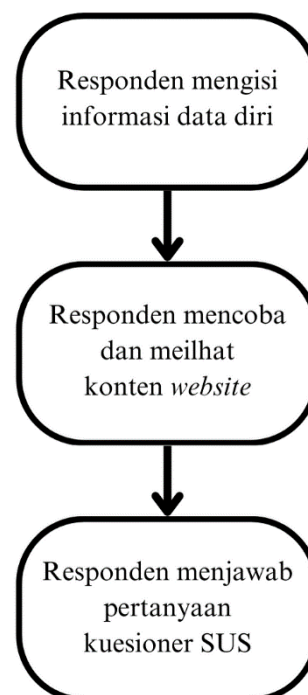 Responden mengisi
informasi data diri
Responden mencoba
dan meilhat
konten website
Responden menjawab
pertanyaan
kuesioner SUS